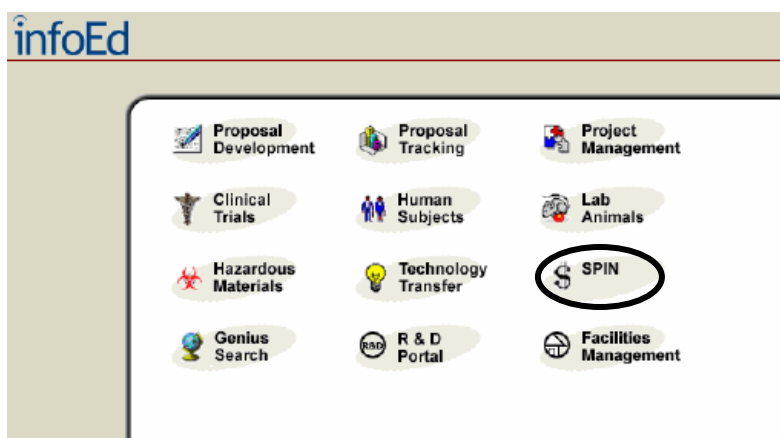 infoEd
Proposal
Development
Proposal
Tracking
Project
Management
Clinical
Trials
Human
Subjects
Lab
Animals
Hazardous
Materials
Technology
Transfer
$ SPIN
Genius
Search
R&D
R & D
Portal
Facilities
Management